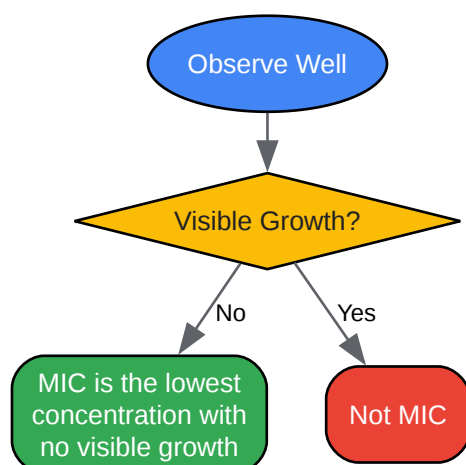 Observe Well
Visible Growth?
No
Yes
MIC is the lowest
concentration with
no visible growth
Not MIC